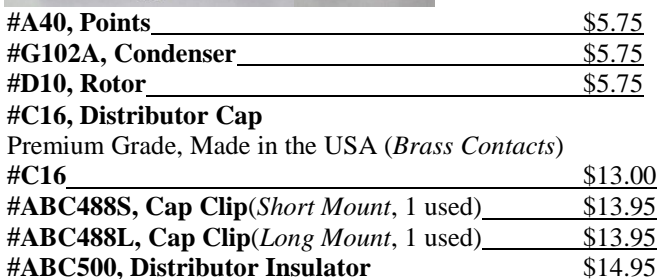 #A40, Points $5.75
#G102A, Condenser $5.75
#D10, Rotor $5.75
#C16, Distributor Cap
Premium Grade, Made in the USA (Brass Contacts)
#C16 $13.00
#ABC488S, Cap Clip(Short Mount, 1 used) $13.95
#ABC488L, Cap Clip(Long Mount, 1 used) $13.95
#ABC500, Distributor Insulator $14.95